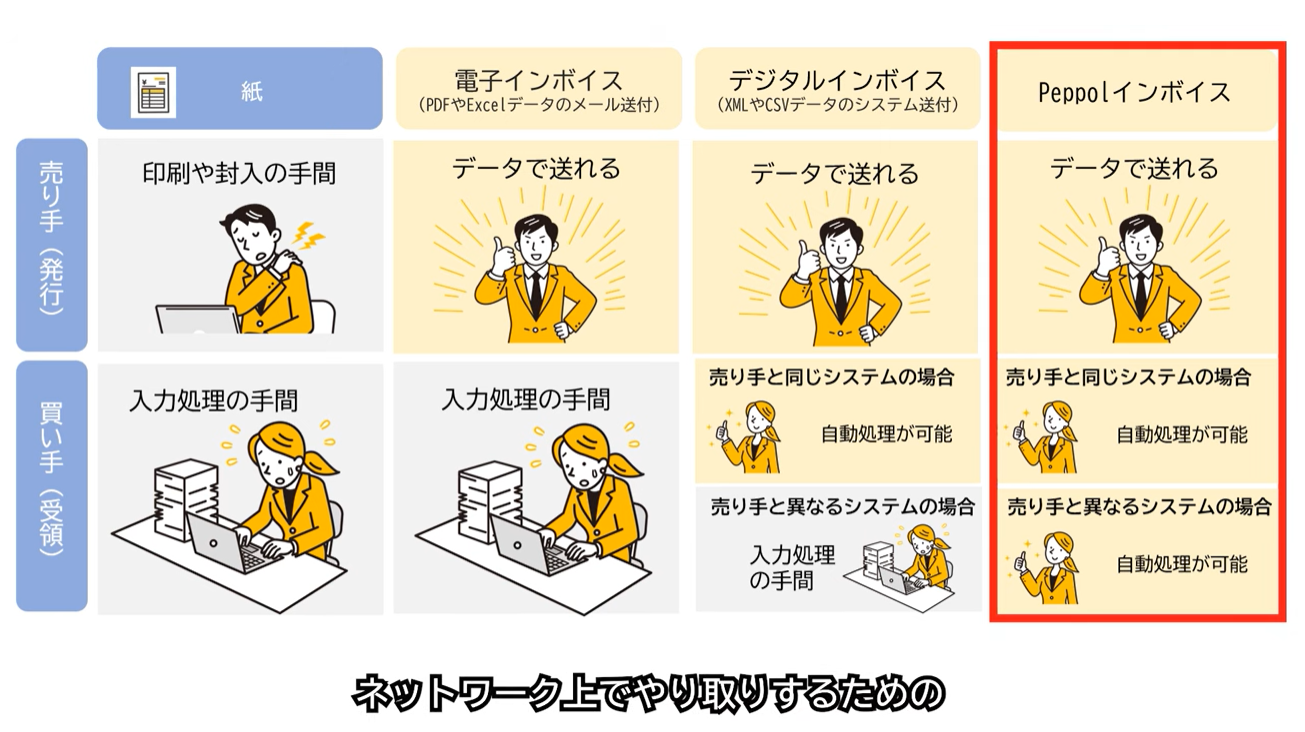 紙
電子インボイス
（PDFやExcelデータのメール送付）
デジタルインボイス
（XMLやCSVデータのシステム送付）
Peppolインボイス
売り手（発行）
印刷や封入の手間
データで送れる
データで送れる
データで送れる
買い手（受領）
入力処理の手間
入力処理の手間
売り手と同じシステムの場合
自動処理が可能
売り手と異なるシステムの場合
入力処理
の手間
売り手と同じシステムの場合
自動処理が可能
売り手と異なるシステムの場合
自動処理が可能
ネットワーク上でやり取りするための